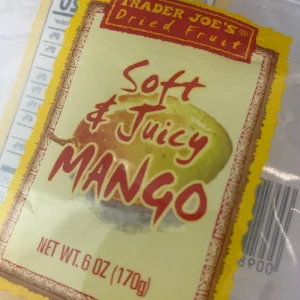 TRADER JOE'S®
Dried Fruit
Soft
& Juicy
MANGO
NET WT. 6 OZ (170g)